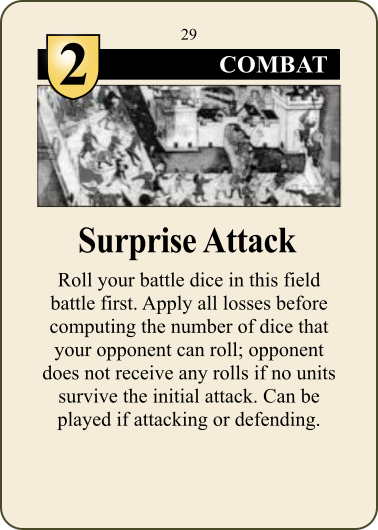 29
2
COMBAT
Surprise Attack
Roll your battle dice in this field
battle first. Apply all losses before
computing the number of dice that
your opponent can roll; opponent
does not receive any rolls if no units
survive the initial attack. Can be
played if attacking or defending.